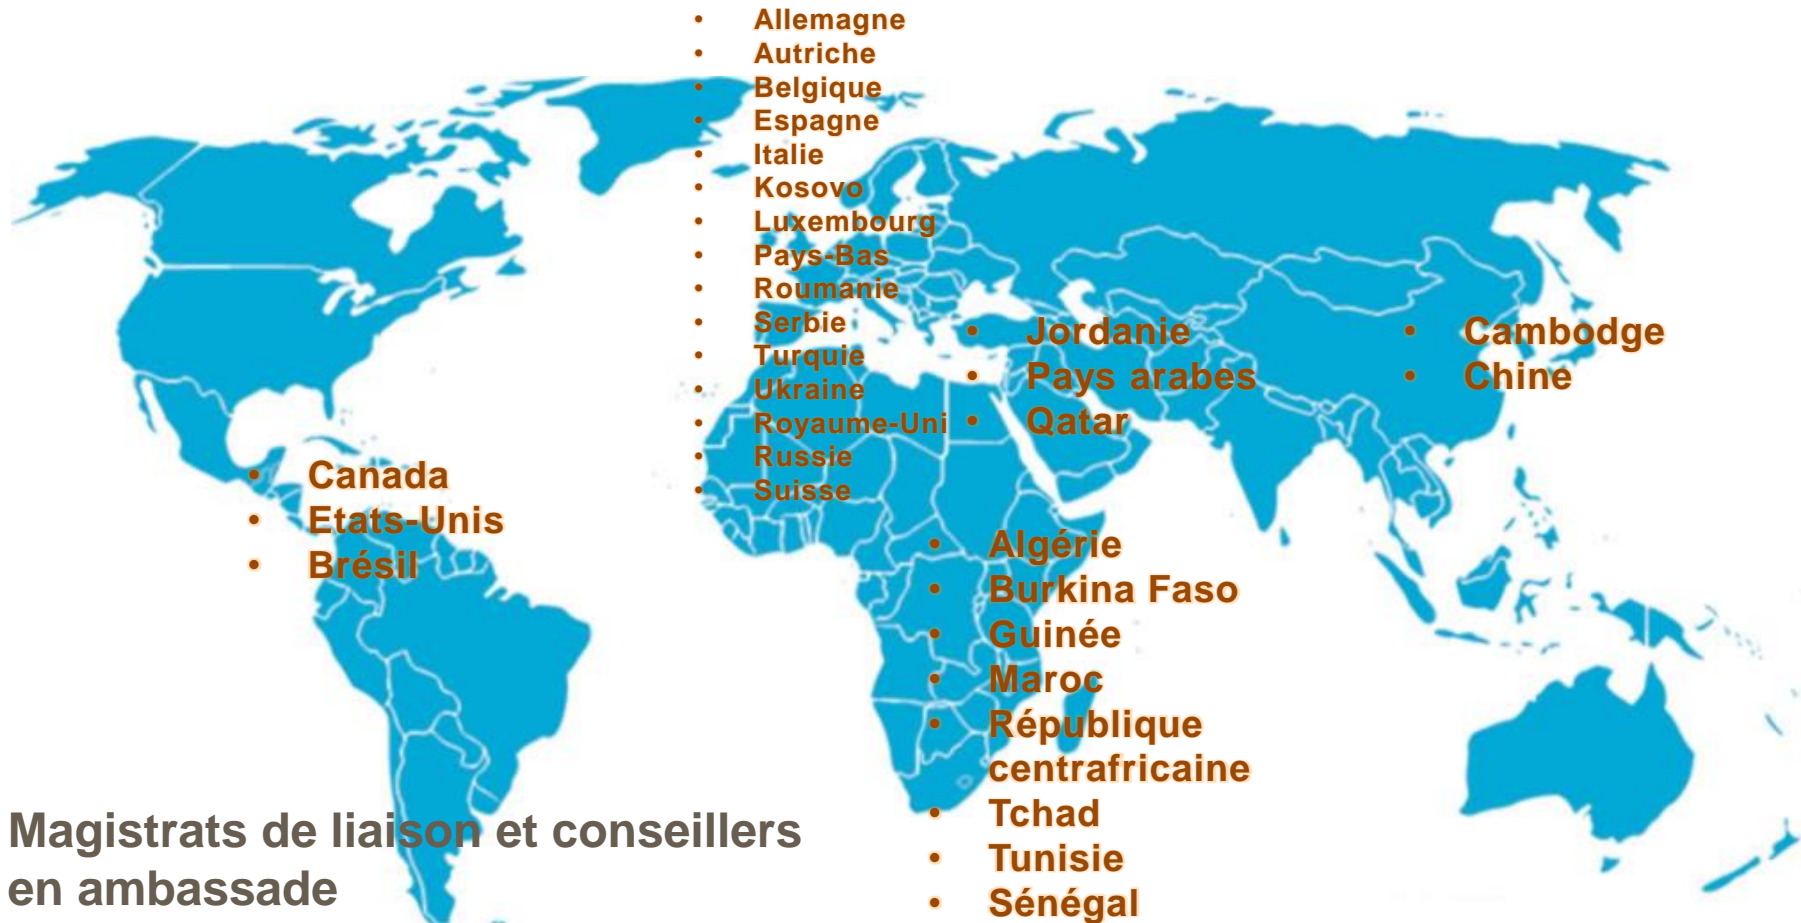 • Allemagne
• Autriche
• Belgique
• Espagne
• Italie
• Kosovo
• Luxembourg
• Pays-Bas
• Roumanie
• Serbie
• Turquie
• Ukraine
• Royaume-Uni
• Russie
• Suisse
• Jordanie
• Pays arabes
• Qatar
• Cambodge
• Chine
• Canada
• Etats-Unis
• Brésil
• Algérie
• Burkina Faso
• Guinée
• Maroc
• République
centrafricaine
• Tchad
• Tunisie
• Sénégal
Magistrats de liaison et conseillers
en ambassade